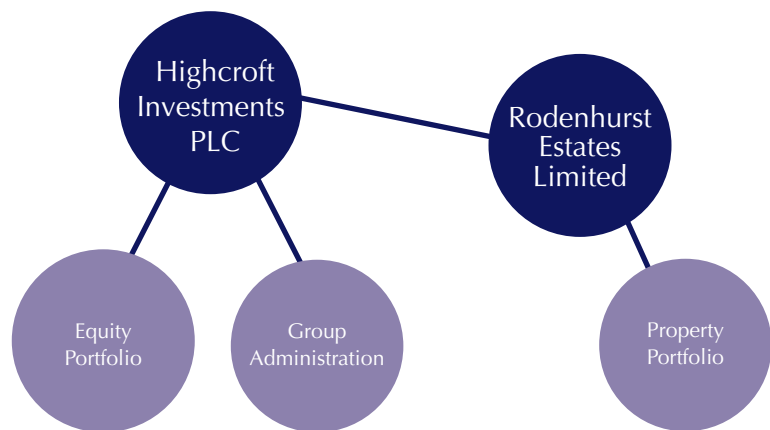 Highcroft
Investments
PLC
Rodenhurst
Estates
Limited
Equity
Portfolio
Group
Administration
Property
Portfolio